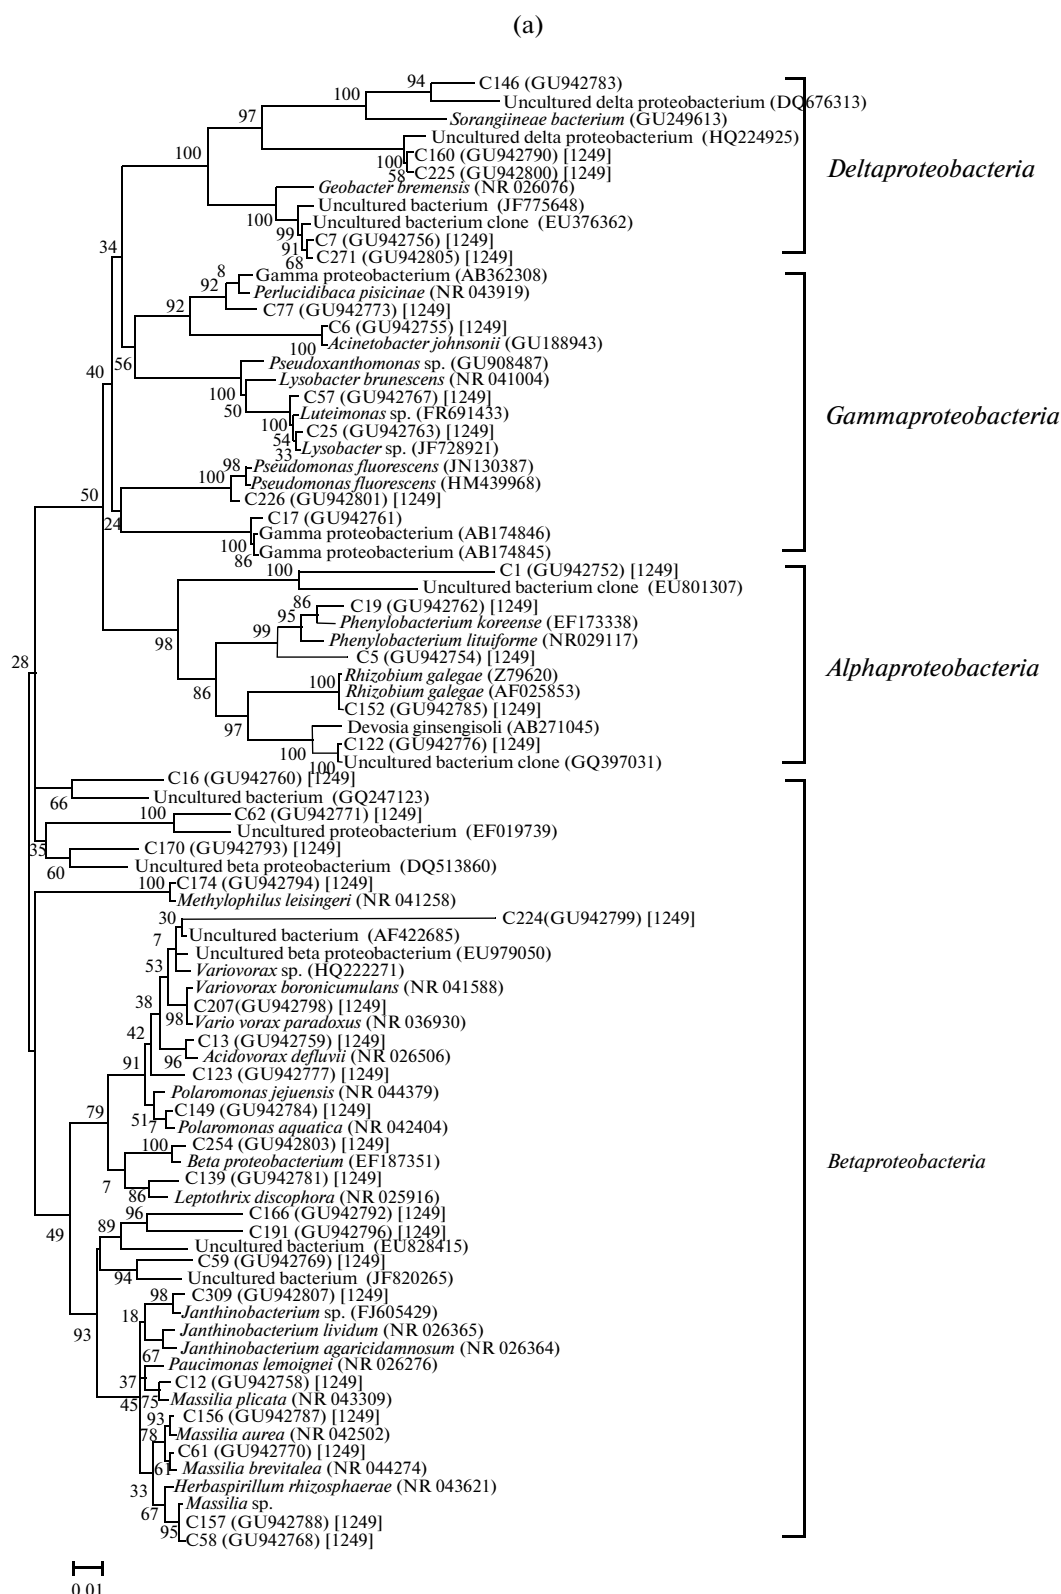 (a)
94
C146 (GU942783)
100
Uncultured delta proteobacterium (DQ676313)
97
Sorangiineae bacterium (GU249613)
Uncultured delta proteobacterium (HQ224925)
100
100
C160 (GU942790) [1249]
58
C225 (GU942800) [1249]
Deltaproteobacteria
Geobacter bremensis (NR 026076)
Uncultured bacterium (JF775648)
100
Uncultured bacterium clone (EU376362)
99
C7 (GU942756) [1249]
91
34
C271 (GU942805) [1249]
68
8
Gamma proteobacterium (AB362308)
92
Perlucidibaca pisicinae (NR 043919)
92
C77 (GU942773) [1249]
C6 (GU942755) [1249]
100
Acinetobacter johnsonii (GU188943)
56
Pseudoxanthomonas sp. (GU908487)
40
Lysobacter brunescens (NR 041004)
100
C57 (GU942767) [1249]
50
Luteimonas sp. (FR691433)
Gammaproteobacteria
100
C25 (GU942763) [1249]
54
Lysobacter sp. (JF728921)
33
98
Pseudomonas fluorescens (JN130387)
100
Pseudomonas fluorescens (HM439968)
50
C226 (GU942801) [1249]
24
C17 (GU942761)
Gamma proteobacterium (AB174846)
100
Gamma proteobacterium (AB174845)
86
100
C1 (GU942752) [1249]
Uncultured bacterium clone (EU801307)
86
C19 (GU942762) [1249]
95
Phenylobacterium koreense (EF173338)
99
Phenylobacterium lituiforme (NR029117)
98
C5 (GU942754) [1249]
28
Alphaproteobacteria
Rhizobium galegae (Z79620)
100
Rhizobium galegae (AF025853)
86
C152 (GU942785) [1249]
97
Devosia ginsengisoli (AB271045)
C122 (GU942776) [1249]
100
Uncultured bacterium clone (GQ397031)
100
C16 (GU942760) [1249]
66
Uncultured bacterium (GQ247123)
100
C62 (GU942771) [1249]
Uncultured proteobacterium (EF019739)
35
C170 (GU942793) [1249]
60
Uncultured beta proteobacterium (DQ513860)
100
C174 (GU942794) [1249]
Methylophilus leisingeri (NR 041258)
30
C224(GU942799) [1249]
7
Uncultured bacterium (AF422685)
Uncultured beta proteobacterium (EU979050)
53
Variovorax sp. (HQ222271)
Variovorax boronicumulans (NR 041588)
38
C207(GU942798) [1249]
98
Vario vorax paradoxus (NR 036930)
42
C13 (GU942759) [1249]
96
Acidovorax defluvii (NR 026506)
91
C123 (GU942777) [1249]
Polaromonas jejuensis (NR 044379)
79
C149 (GU942784) [1249]
51
7
Polaromonas aquatica (NR 042404)
100
C254 (GU942803) [1249]
Beta proteobacterium (EF187351)
Betaproteobacteria
7
C139 (GU942781) [1249]
86
Leptothrix discophora (NR 025916)
96
C166 (GU942792) [1249]
49
89
C191 (GU942796) [1249]
Uncultured bacterium (EU828415)
C59 (GU942769) [1249]
94
Uncultured bacterium (JF820265)
98
C309 (GU942807) [1249]
18
Janthinobacterium sp. (FJ605429)
93
Janthinobacterium lividum (NR 026365)
Janthinobacterium agaricidamnosum (NR 026364)
67
Paucimonas lemoignei (NR 026276)
37
C12 (GU942758) [1249]
45
75
Massilia plicata (NR 043309)
93
C156 (GU942787) [1249]
78
Massilia aurea (NR 042502)
C61 (GU942770) [1249]
61
Massilia brevitalea (NR 044274)
33
Herbaspirillum rhizosphaerae (NR 043621)
Massilia sp.
67
C157 (GU942788) [1249]
95
C58 (GU942768) [1249]
0.01